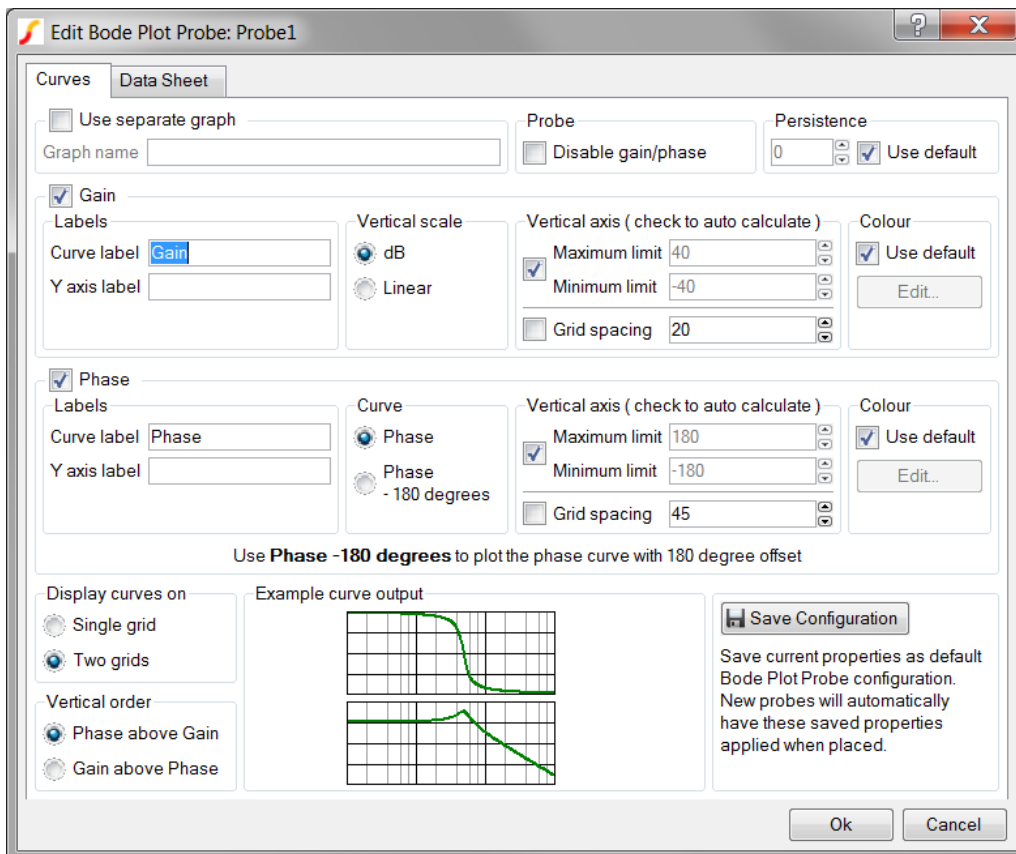 Edit Bode Plot Probe: Probe1
Curves
Data Sheet
Use separate graph
Graph name
Probe
Disable gain/phase
Persistence
0
Use default
Gain
Labels
Curve label Gain
Y axis label
Vertical scale
dB
Linear
Vertical axis ( check to auto calculate )
Maximum limit 40
Minimum limit -40
Grid spacing 20
Colour
Use default
Edit...
Phase
Labels
Curve label Phase
Y axis label
Curve
Phase
Phase
- 180 degrees
Vertical axis ( check to auto calculate )
Maximum limit 180
Minimum limit -180
Grid spacing 45
Colour
Use default
Edit...
Use Phase -180 degrees to plot the phase curve with 180 degree offset
Display curves on
Single grid
Two grids
Vertical order
Phase above Gain
Gain above Phase
Example curve output
Save Configuration
Save current properties as default
Bode Plot Probe configuration.
New probes will automatically
have these saved properties
applied when placed.
Ok
Cancel